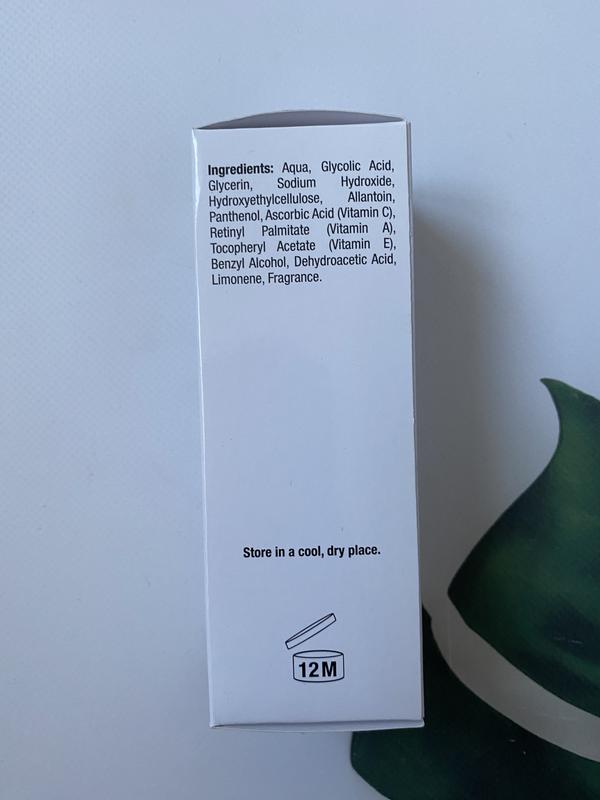 Ingredients: Aqua, Glycolic Acid,
Glycerin, Sodium Hydroxide,
Hydroxyethylcellulose, Allantoin,
Panthenol, Ascorbic Acid (Vitamin C),
Retinyl Palmitate (Vitamin A),
Tocopheryl Acetate (Vitamin E),
Benzyl Alcohol, Dehydroacetic Acid,
Limonene, Fragrance.
Store in a cool, dry place.
12M